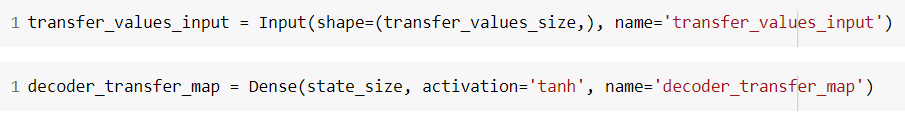 1 transfer_values_input = Input(shape=(transfer_values_size,), name='transfer_values_input')
1 decoder_transfer_map = Dense(state_size, activation='tanh', name='decoder_transfer_map')